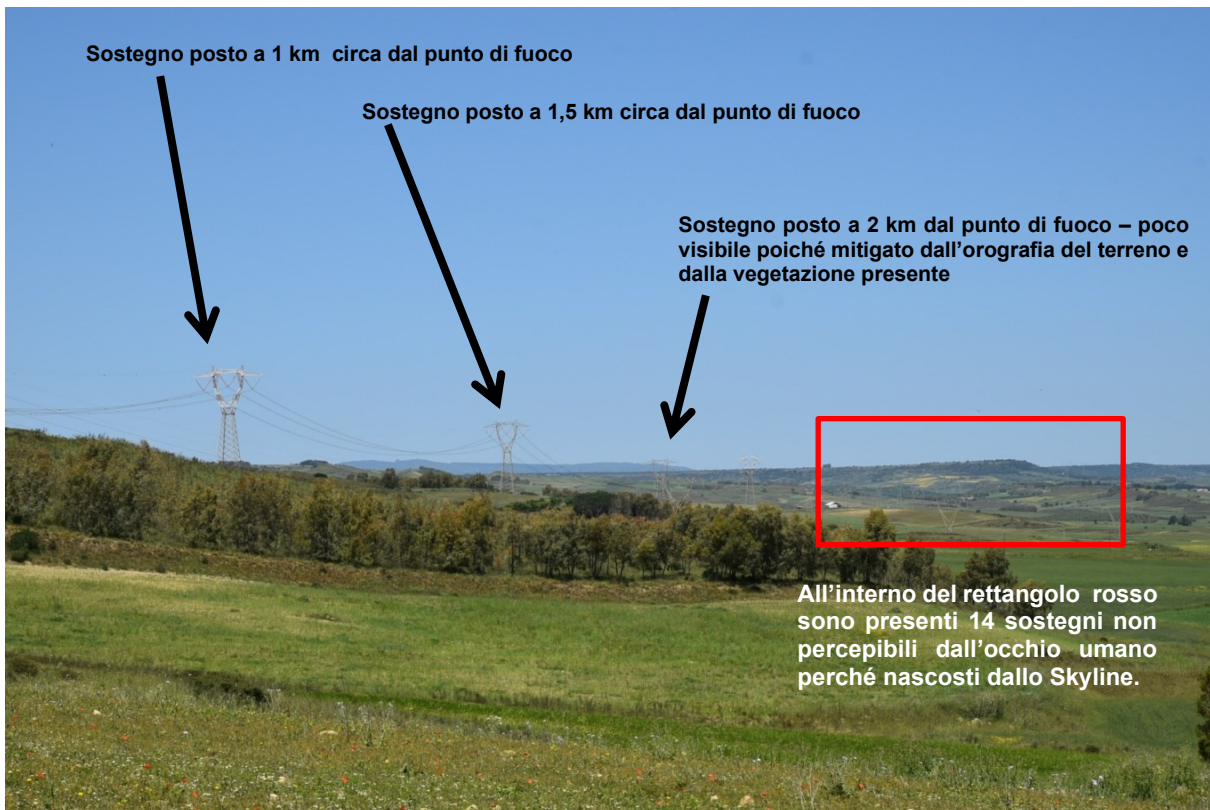 Sostegno posto a 1 km circa dal punto di fuoco
Sostegno posto a 1,5 km circa dal punto di fuoco
Sostegno posto a 2 km dal punto di fuoco – poco
visibile poiché mitigato dall’orografia del terreno e
dalla vegetazione presente
All’interno del rettangolo rosso
sono presenti 14 sostegni non
percepibili dall’occhio umano
perché nascosti dallo Skyline.